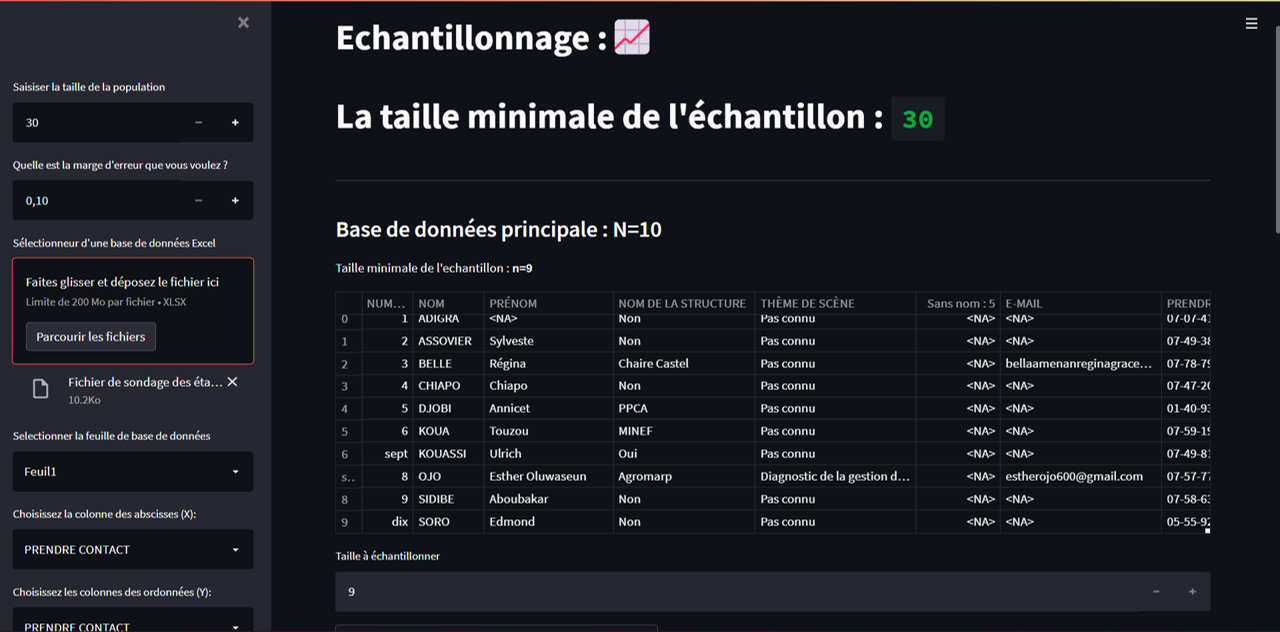 Echantillonnage :
La taille minimale de l'échantillon : 30
Saisiser la taille de la population
30
Quelle est la marge d'erreur que vous voulez ?
0,10
Sélectionneur d'une base de données Excel
Faites glisser et déposez le fichier ici
Limite de 200 Mo par fichier • XLSX
Parcourir les fichiers
Fichier de sondage des éta...
10.2Ko
Selectionner la feuille de base de données
Feuil1
Choisissez la colonne des abscisses (X):
PRENDRE CONTACT
Choisissez les colonnes des ordonnées (Y):
PRENDRE CONTACT
Base de données principale : N=10
Taille minimale de l'echantillon : n=9
NUM... NOM PRÉNOM NOM DE LA STRUCTURE THÈME DE SCÈNE Sans nom : 5 E-MAIL PRENDR
0 1 ADIGRA <NA> Non Pas connu <NA> <NA> 07-07-41
1 2 ASSOVIER Sylveste Non Pas connu <NA> <NA> 07-49-38
2 3 BELLE Régina Chaire Castel Pas connu <NA> bellaamenanreginagrace... 07-78-79
3 4 CHIAPO Chiapo Non Pas connu <NA> <NA> 07-47-20
4 5 DJOBI Annicet PPCA Pas connu <NA> <NA> 01-40-93
5 6 KOUA Touzou MINEF Pas connu <NA> <NA> 07-59-19
6 sept KOUASSI Ulrich Oui Pas connu <NA> <NA> 07-49-81
s.. 8 OJO Esther Oluwaseun Agromarp Diagnostic de la gestion d... <NA> estherojo600@gmail.com 07-57-77
8 9 SIDIBE Aboubakar Non Pas connu <NA> <NA> 07-58-63
9 dix SORO Edmond Non Pas connu <NA> <NA> 05-55-92
Taille à échantillonner
9